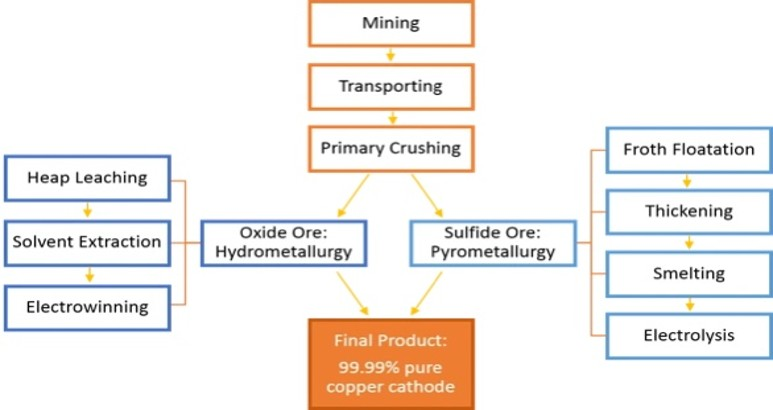 Mining
Transporting
Primary Crushing
Heap Leaching
Solvent Extraction
Electrowinning
Oxide Ore:
Hydrometallurgy
Sulfide Ore:
Pyrometallurgy
Froth Floatation
Thickening
Smelting
Electrolysis
Final Product:
99.99% pure
copper cathode